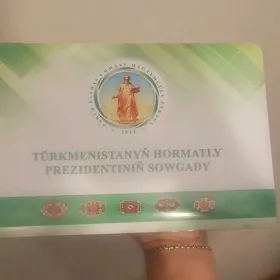 TÜRKMENISTANYŇ HORMATLY
PREZIDENTINIŇ SOWGADY